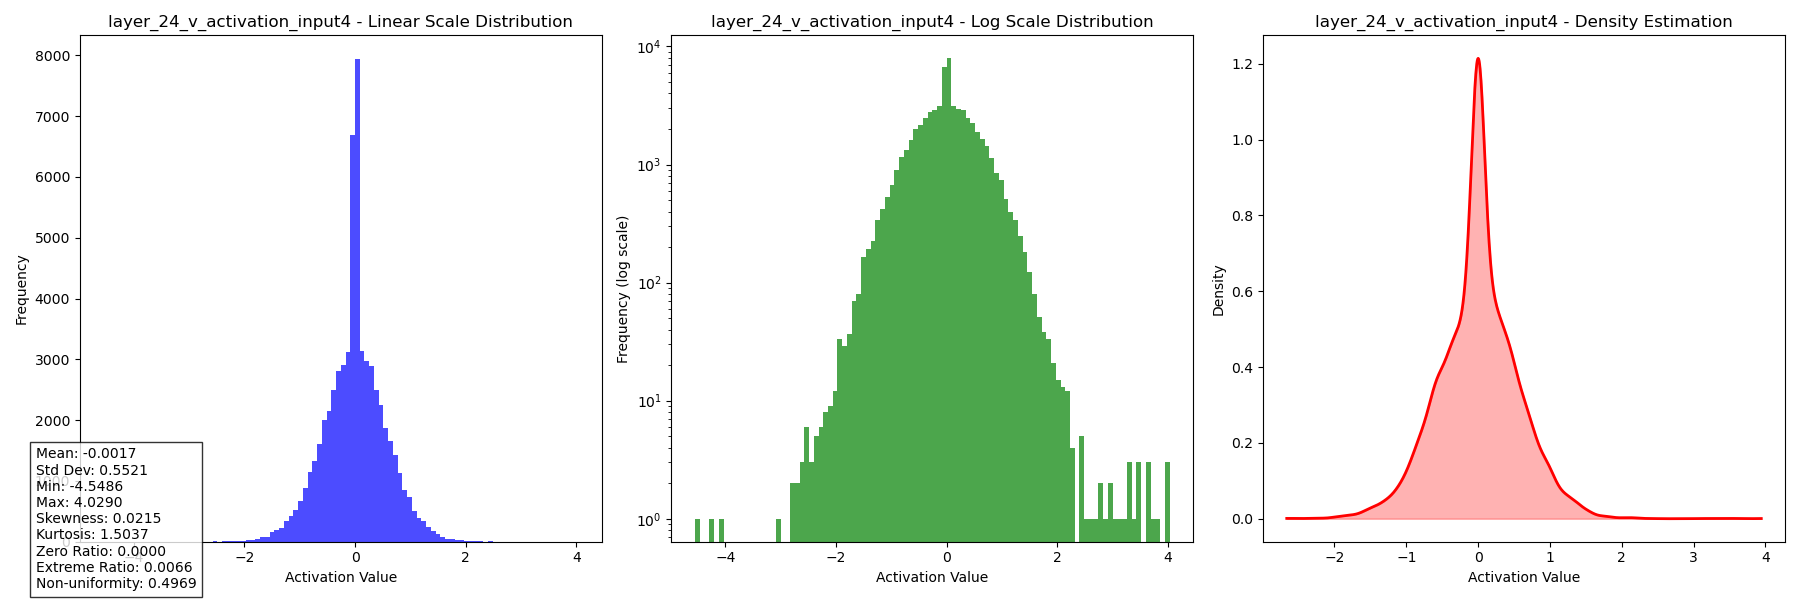 layer_24_v_activation_input4 - Linear Scale Distribution
8000
7000
6000
5000
4000
3000
2000
1000
0
Frequency
−4
−2
0
2
4
Activation Value
Mean: -0.0017
Std Dev: 0.5521
Min: -4.5486
Max: 4.0290
Skewness: 0.0215
Kurtosis: 1.5037
Zero Ratio: 0.0000
Extreme Ratio: 0.0066
Non-uniformity: 0.4969
layer_24_v_activation_input4 - Log Scale Distribution
10⁴
10³
10²
10¹
10⁰
Frequency (log scale)
−4
−2
0
2
4
Activation Value
layer_24_v_activation_input4 - Density Estimation
1.2
1.0
0.8
0.6
0.4
0.2
0.0
Density
−2
−1
0
1
2
3
4
Activation Value